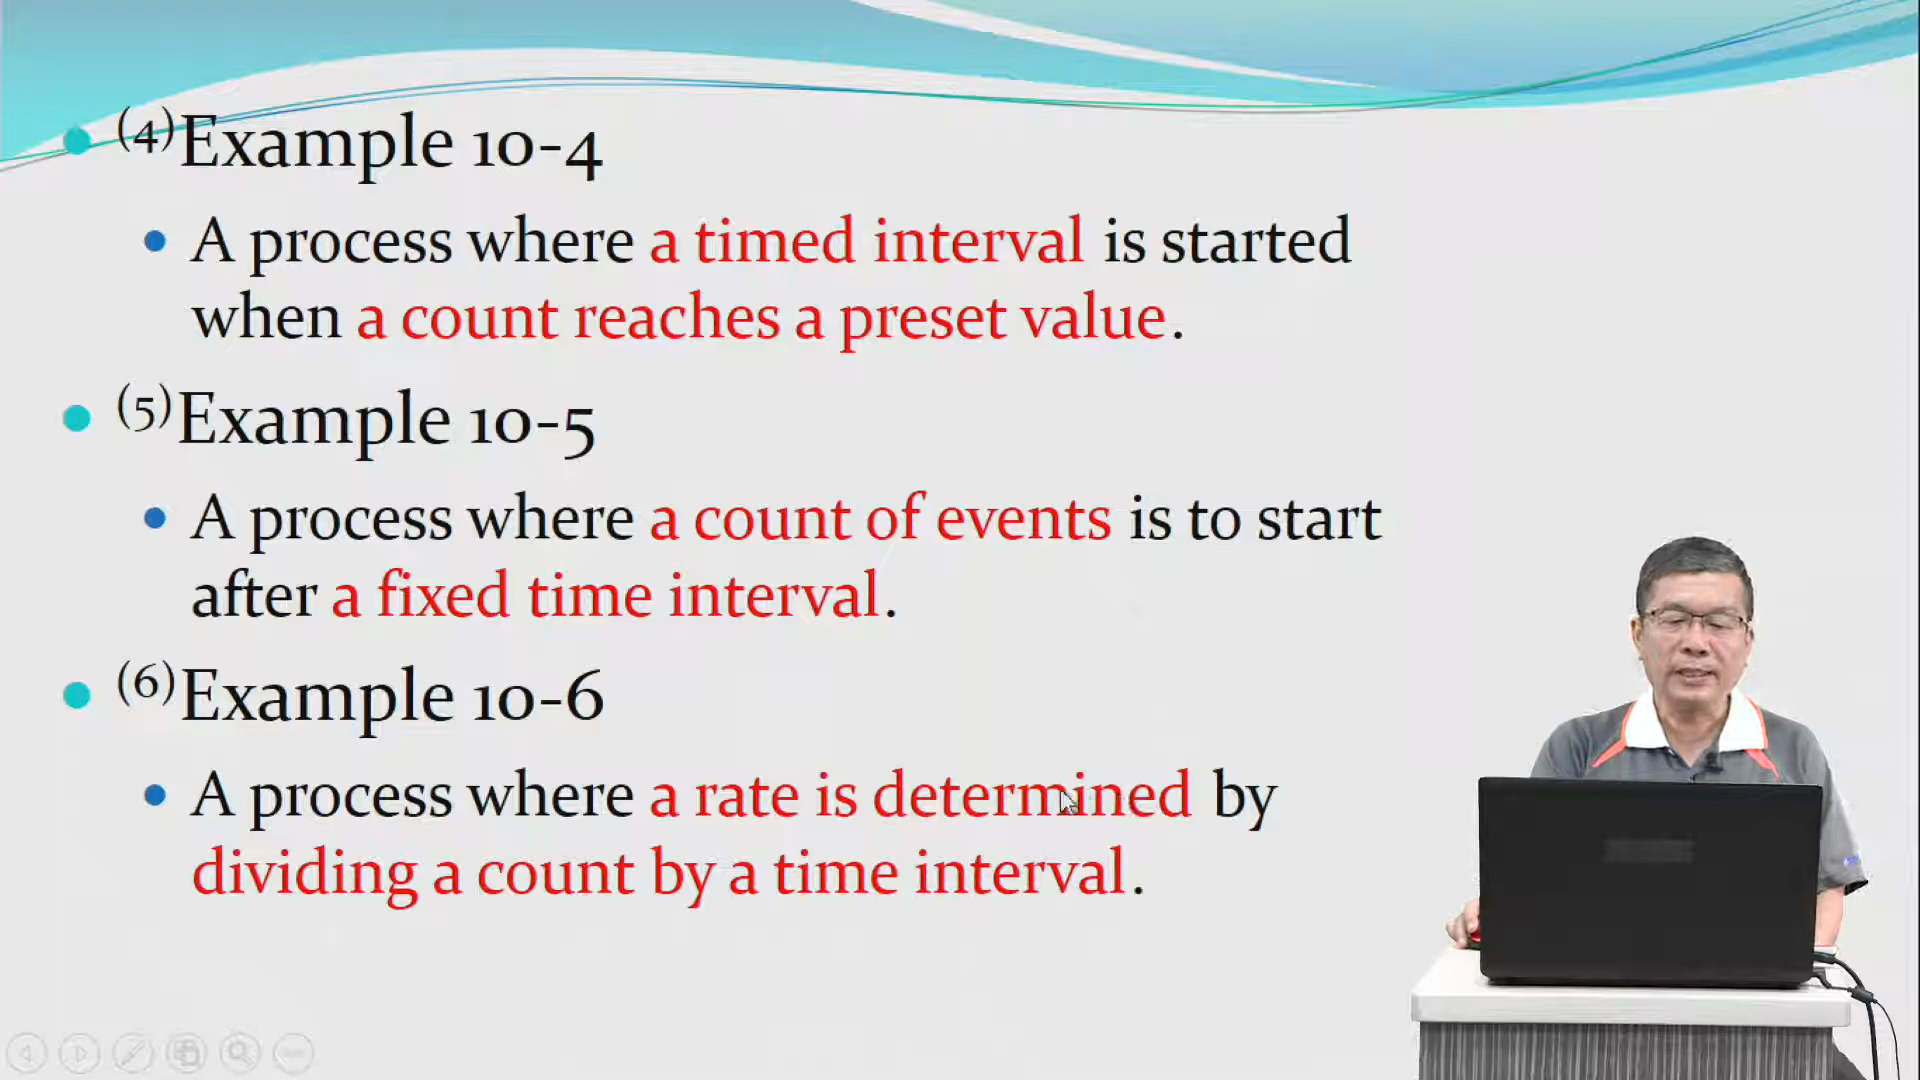 (4)Example 10-4
A process where a timed interval is started
when a count reaches a preset value.
(5)Example 10-5
A process where a count of events is to start
after a fixed time interval.
(6)Example 10-6
A process where a rate is determined by
dividing a count by a time interval.